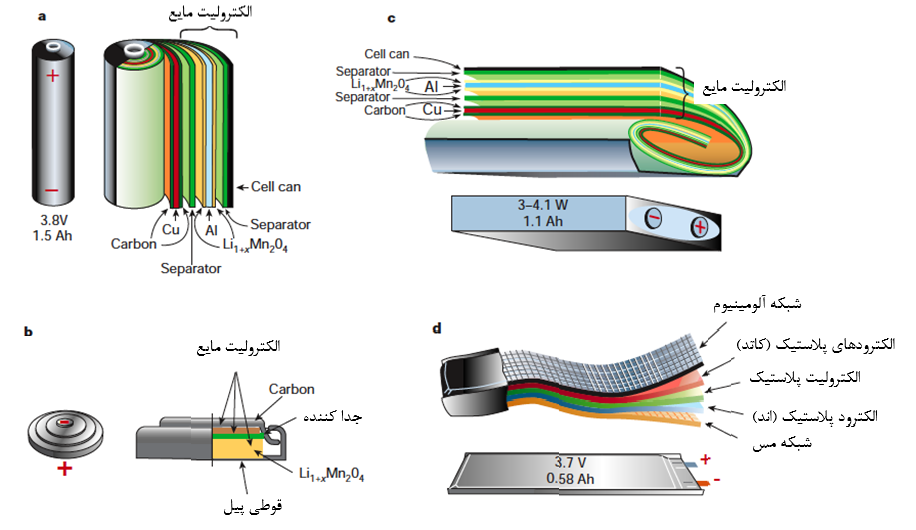 a
الکترولیت مایع
+
−
3.8V
1.5 Ah
Cell can
Separator
Li1+xMn2O4
Al
Cu
Carbon
Separator
c
Cell can
Separator
Li1+xMn2O4
Al
Separator
Carbon
Cu
الکترولیت مایع
3–4.1 W
1.1 Ah
−
+
b
الکترولیت مایع
Carbon
جدا کننده
Li1+xMn2O4
قوطی پیل
−
+
d
شبکه آلومینیوم
الکترودهای پلاستیک (کاتد)
الکترولیت پلاستیک
الکترود پلاستیک (اند)
شبکه مس
3.7 V
0.58 Ah
+
-